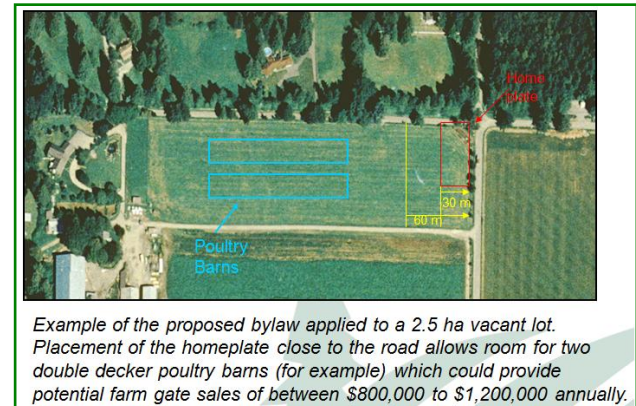 Home
plate
30 m
60 m
Poultry
Barns
Example of the proposed bylaw applied to a 2.5 ha vacant lot.
Placement of the homeplate close to the road allows room for two
double decker poultry barns (for example) which could provide
potential farm gate sales of between $800,000 to $1,200,000 annually.